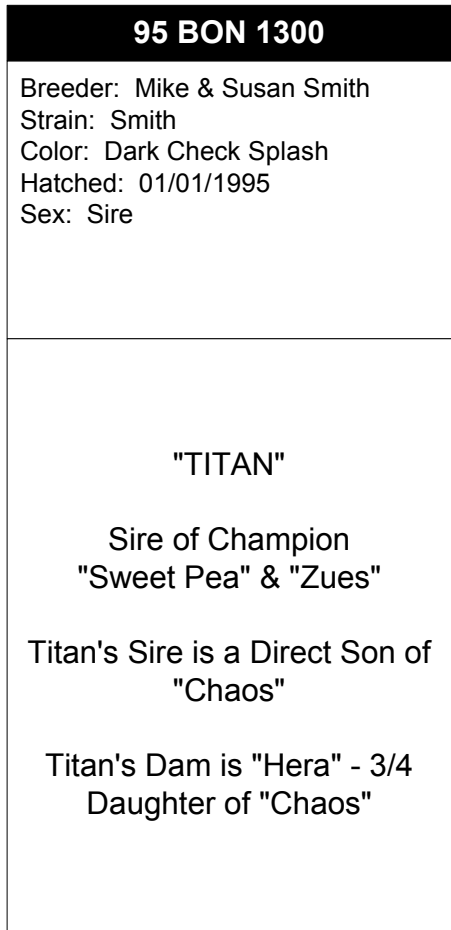 95 BON 1300
Breeder: Mike & Susan Smith
Strain: Smith
Color: Dark Check Splash
Hatched: 01/01/1995
Sex: Sire
"TITAN"
Sire of Champion
"Sweet Pea" & "Zues"
Titan's Sire is a Direct Son of
"Chaos"
Titan's Dam is "Hera" - 3/4
Daughter of "Chaos"